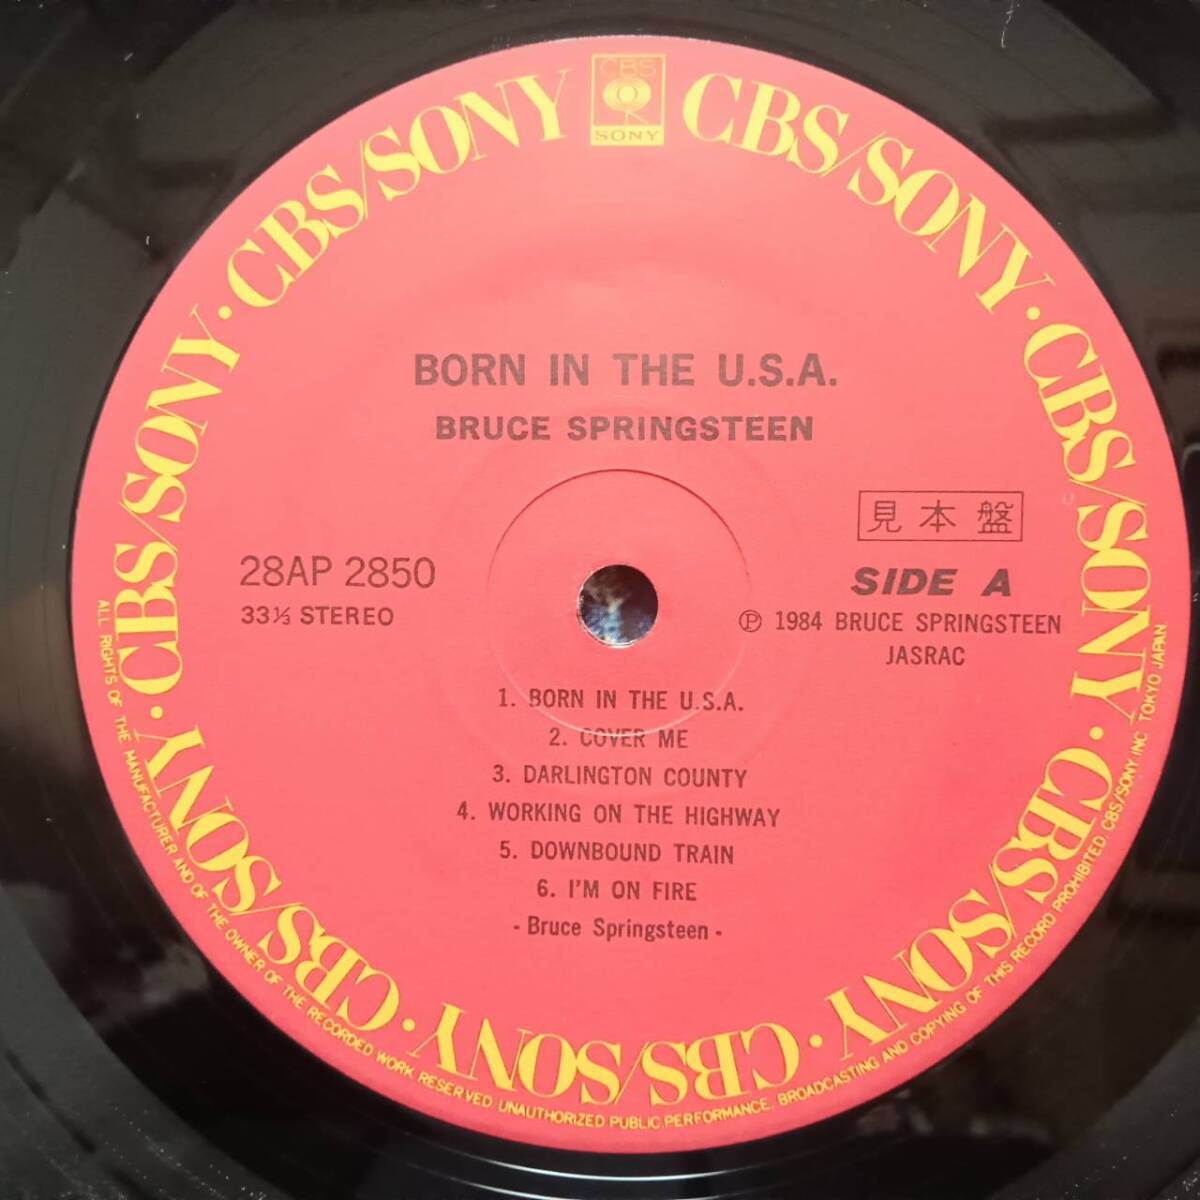 CBS
SONY
CBS/SONY · CBS/SONY · CBS/SONY · CBS/SONY · CBS/SONY · CBS/SONY · CBS/SONY · CBS/SONY
BORN IN THE U.S.A.
BRUCE SPRINGSTEEN
見本盤
28AP 2850
SIDE A
33⅓ STEREO
Ⓟ 1984 BRUCE SPRINGSTEEN
JASRAC
1. BORN IN THE U.S.A.
2. COVER ME
3. DARLINGTON COUNTY
4. WORKING ON THE HIGHWAY
5. DOWNBOUND TRAIN
6. I'M ON FIRE
- Bruce Springsteen -
ALL RIGHTS OF THE MANUFACTURER AND OF THE OWNER OF THE RECORDED WORK RESERVED. UNAUTHORIZED PUBLIC PERFORMANCE, BROADCASTING AND COPYING OF THIS RECORD PROHIBITED. CBS/SONY INC. TOKYO JAPAN